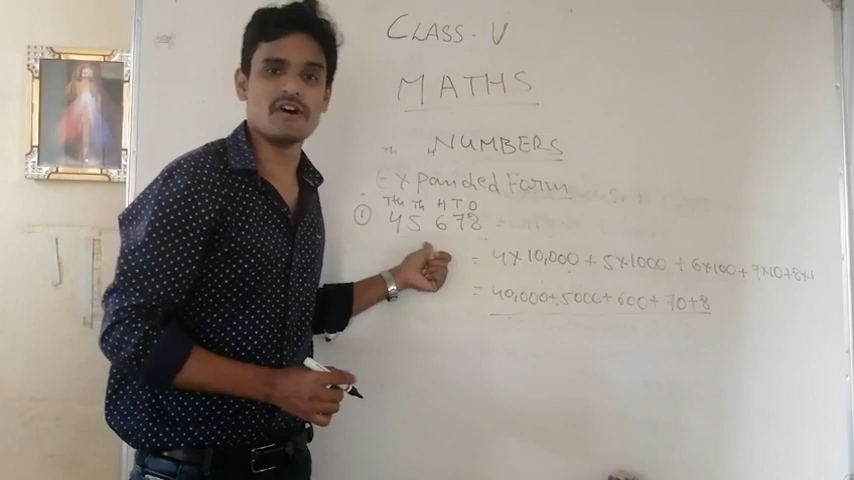 CLASS - V
MATHS
Th NUMBERS
Expanded Form
TTh Th H T O
① 45 678 =
= 4×10,000 + 5×1000 + 6×100 + 7×10+8×1
= 40,000+5000+600+70+8